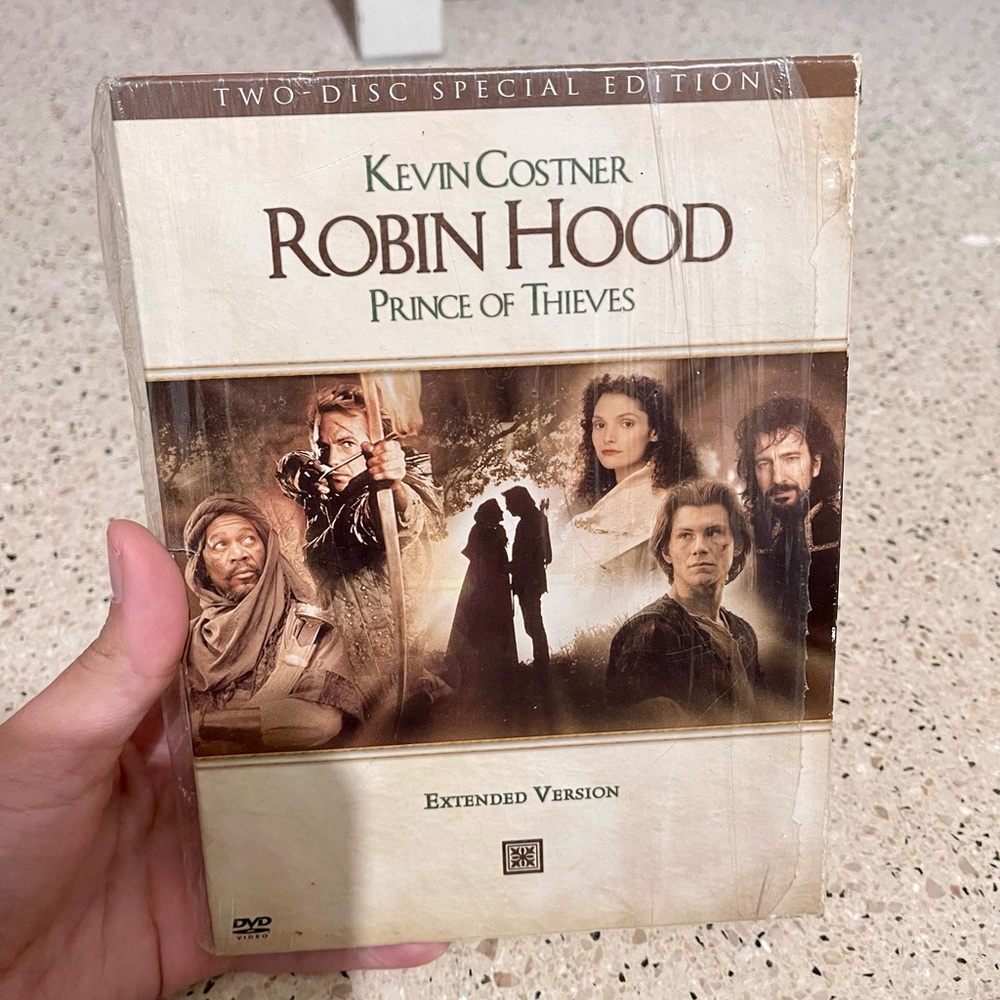 TWO-DISC SPECIAL EDITION
KEVIN COSTNER
ROBIN HOOD
PRINCE OF THIEVES
EXTENDED VERSION
DVD
VIDEO